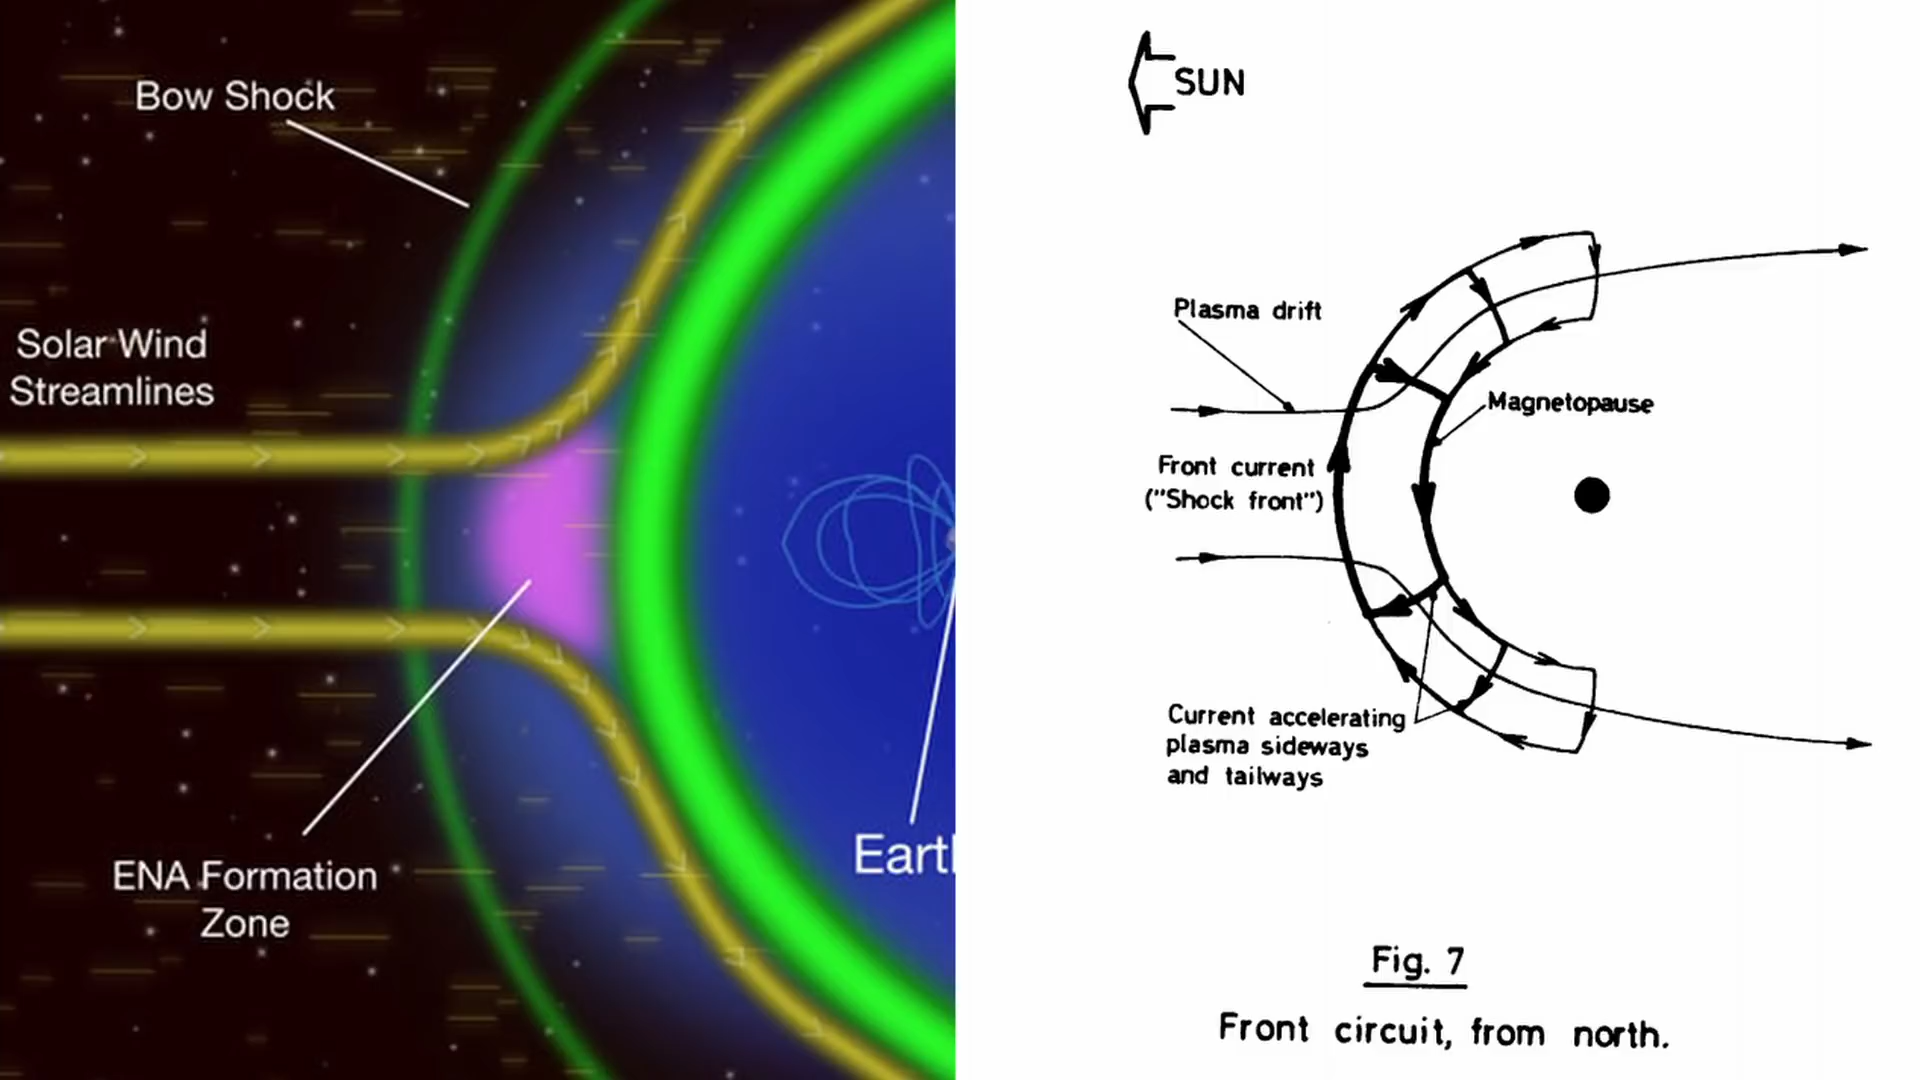 Bow Shock
Solar Wind
Streamlines
ENA Formation
Zone
Eart
SUN
Plasma drift
Magnetopause
Front current
("Shock front")
Current accelerating
plasma sideways
and tailways
Fig. 7
Front circuit, from north.